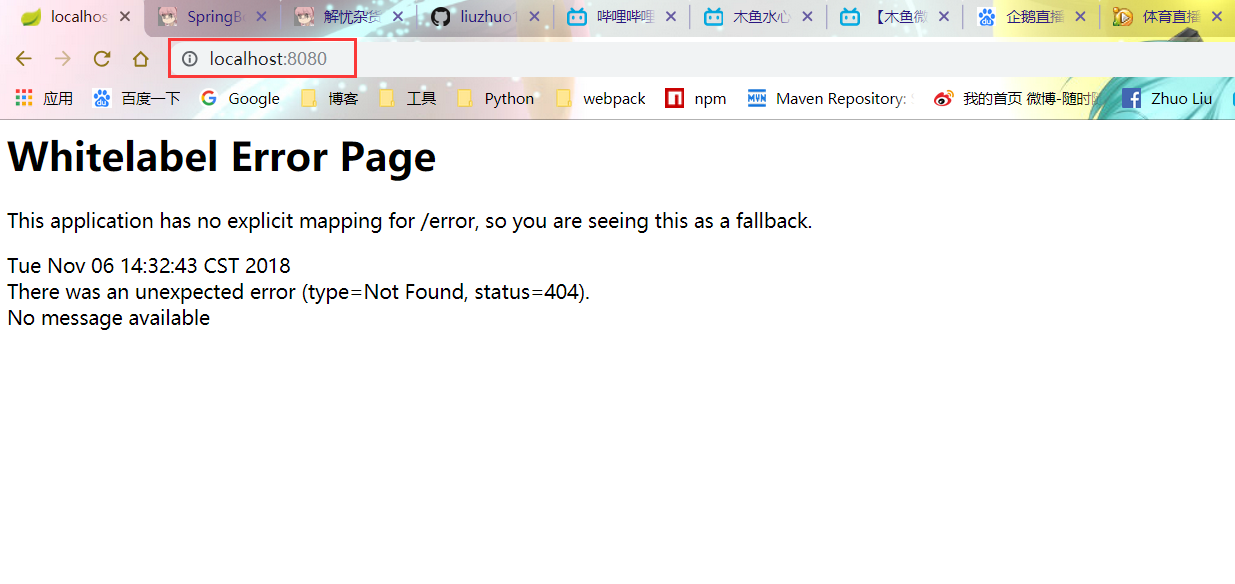 localhos
SpringB
解忧杂货
liuzhuo1
哔哩哔哩
木鱼水心
【木鱼微
企鹅直播
体育直播
localhost:8080
应用
百度一下
Google
博客
工具
Python
webpack
npm
MVN
Maven Repository:
我的首页 微博-随时随
Zhuo Liu
Whitelabel Error Page
This application has no explicit mapping for /error, so you are seeing this as a fallback.
Tue Nov 06 14:32:43 CST 2018
There was an unexpected error (type=Not Found, status=404).
No message available